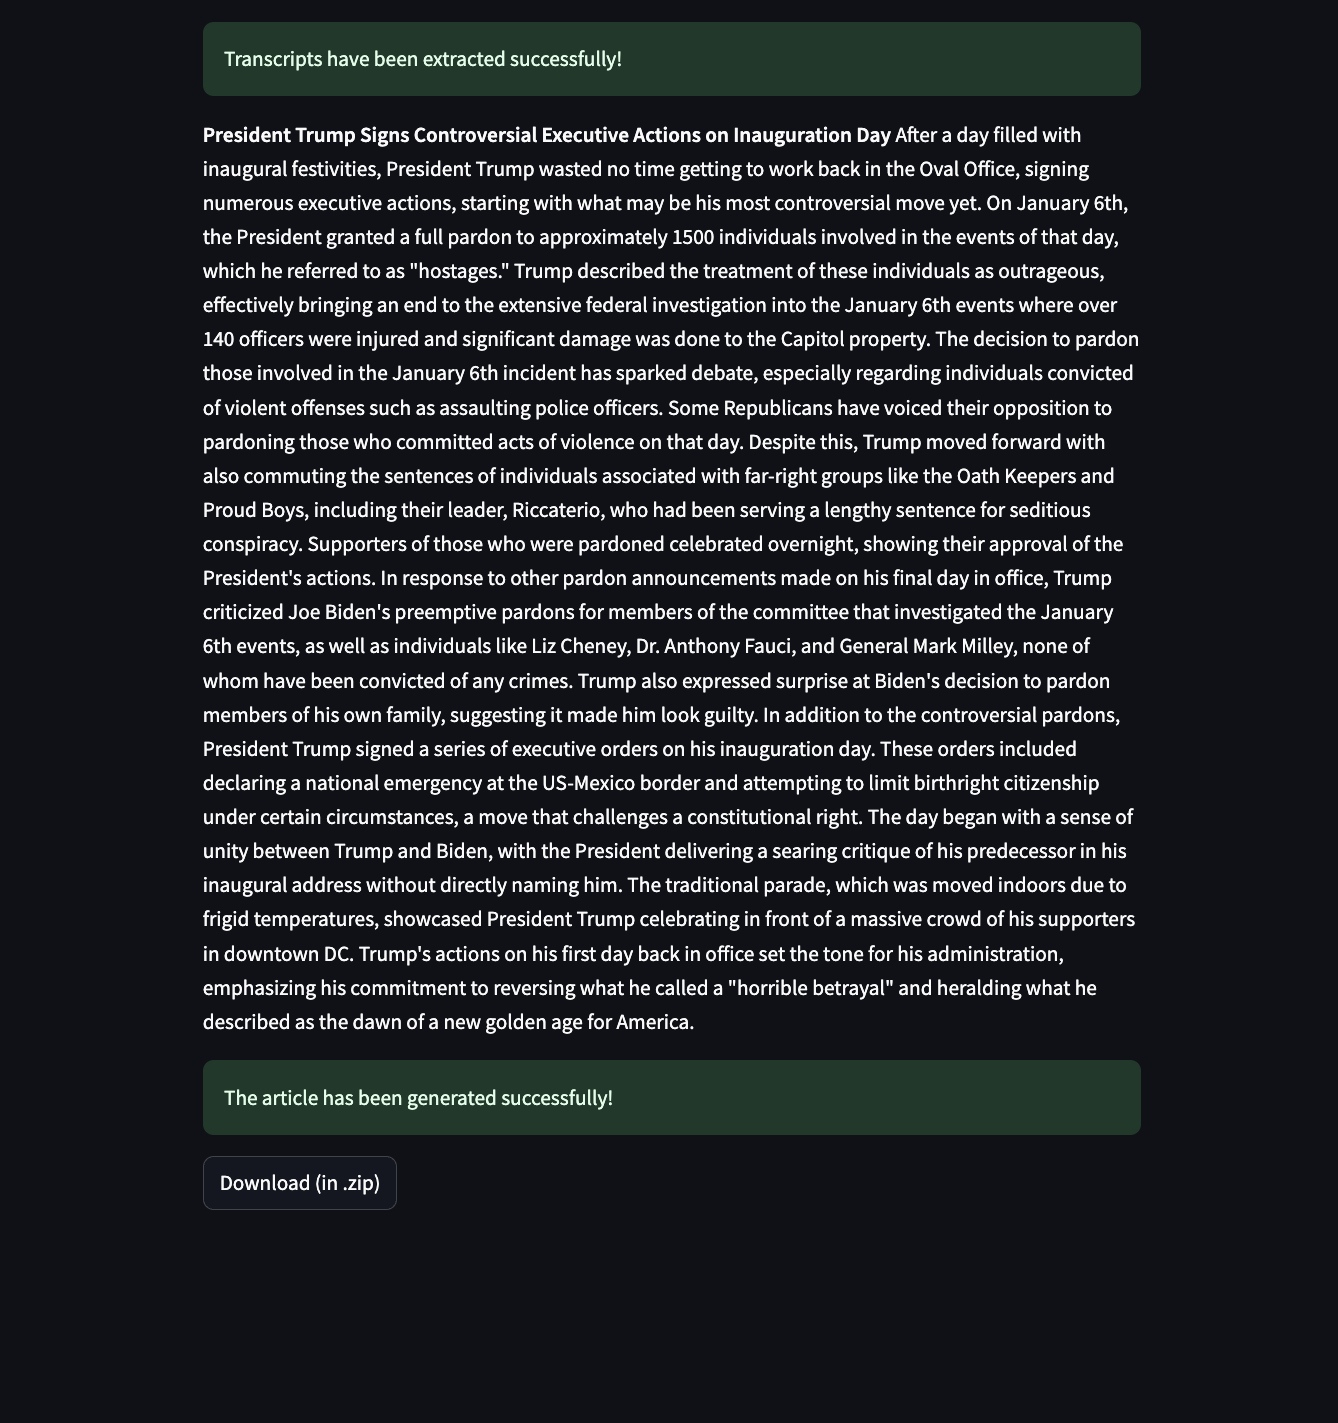 Transcripts have been extracted successfully!
President Trump Signs Controversial Executive Actions on Inauguration Day After a day filled with
inaugural festivities, President Trump wasted no time getting to work back in the Oval Office, signing
numerous executive actions, starting with what may be his most controversial move yet. On January 6th,
the President granted a full pardon to approximately 1500 individuals involved in the events of that day,
which he referred to as "hostages." Trump described the treatment of these individuals as outrageous,
effectively bringing an end to the extensive federal investigation into the January 6th events where over
140 officers were injured and significant damage was done to the Capitol property. The decision to pardon
those involved in the January 6th incident has sparked debate, especially regarding individuals convicted
of violent offenses such as assaulting police officers. Some Republicans have voiced their opposition to
pardoning those who committed acts of violence on that day. Despite this, Trump moved forward with
also commuting the sentences of individuals associated with far-right groups like the Oath Keepers and
Proud Boys, including their leader, Riccaterio, who had been serving a lengthy sentence for seditious
conspiracy. Supporters of those who were pardoned celebrated overnight, showing their approval of the
President's actions. In response to other pardon announcements made on his final day in office, Trump
criticized Joe Biden's preemptive pardons for members of the committee that investigated the January
6th events, as well as individuals like Liz Cheney, Dr. Anthony Fauci, and General Mark Milley, none of
whom have been convicted of any crimes. Trump also expressed surprise at Biden's decision to pardon
members of his own family, suggesting it made him look guilty. In addition to the controversial pardons,
President Trump signed a series of executive orders on his inauguration day. These orders included
declaring a national emergency at the US-Mexico border and attempting to limit birthright citizenship
under certain circumstances, a move that challenges a constitutional right. The day began with a sense of
unity between Trump and Biden, with the President delivering a searing critique of his predecessor in his
inaugural address without directly naming him. The traditional parade, which was moved indoors due to
frigid temperatures, showcased President Trump celebrating in front of a massive crowd of his supporters
in downtown DC. Trump's actions on his first day back in office set the tone for his administration,
emphasizing his commitment to reversing what he called a "horrible betrayal" and heralding what he
described as the dawn of a new golden age for America.
The article has been generated successfully!
Download (in .zip)